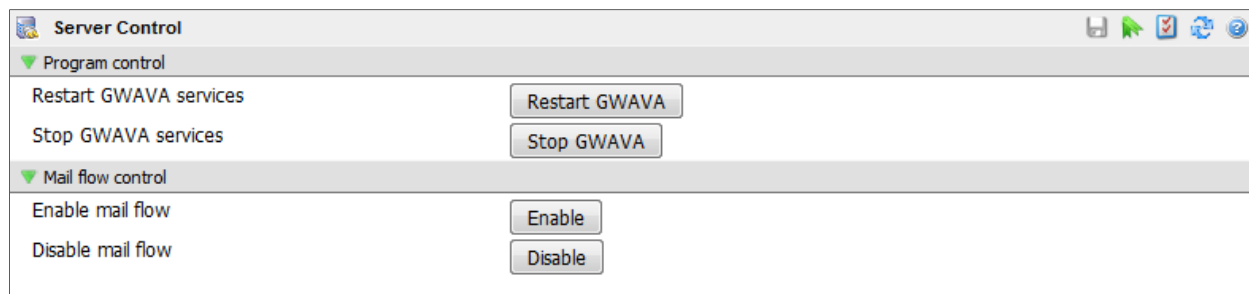 Server Control
Program control
Restart GWAVA services Restart GWAVA
Stop GWAVA services Stop GWAVA
Mail flow control
Enable mail flow Enable
Disable mail flow Disable